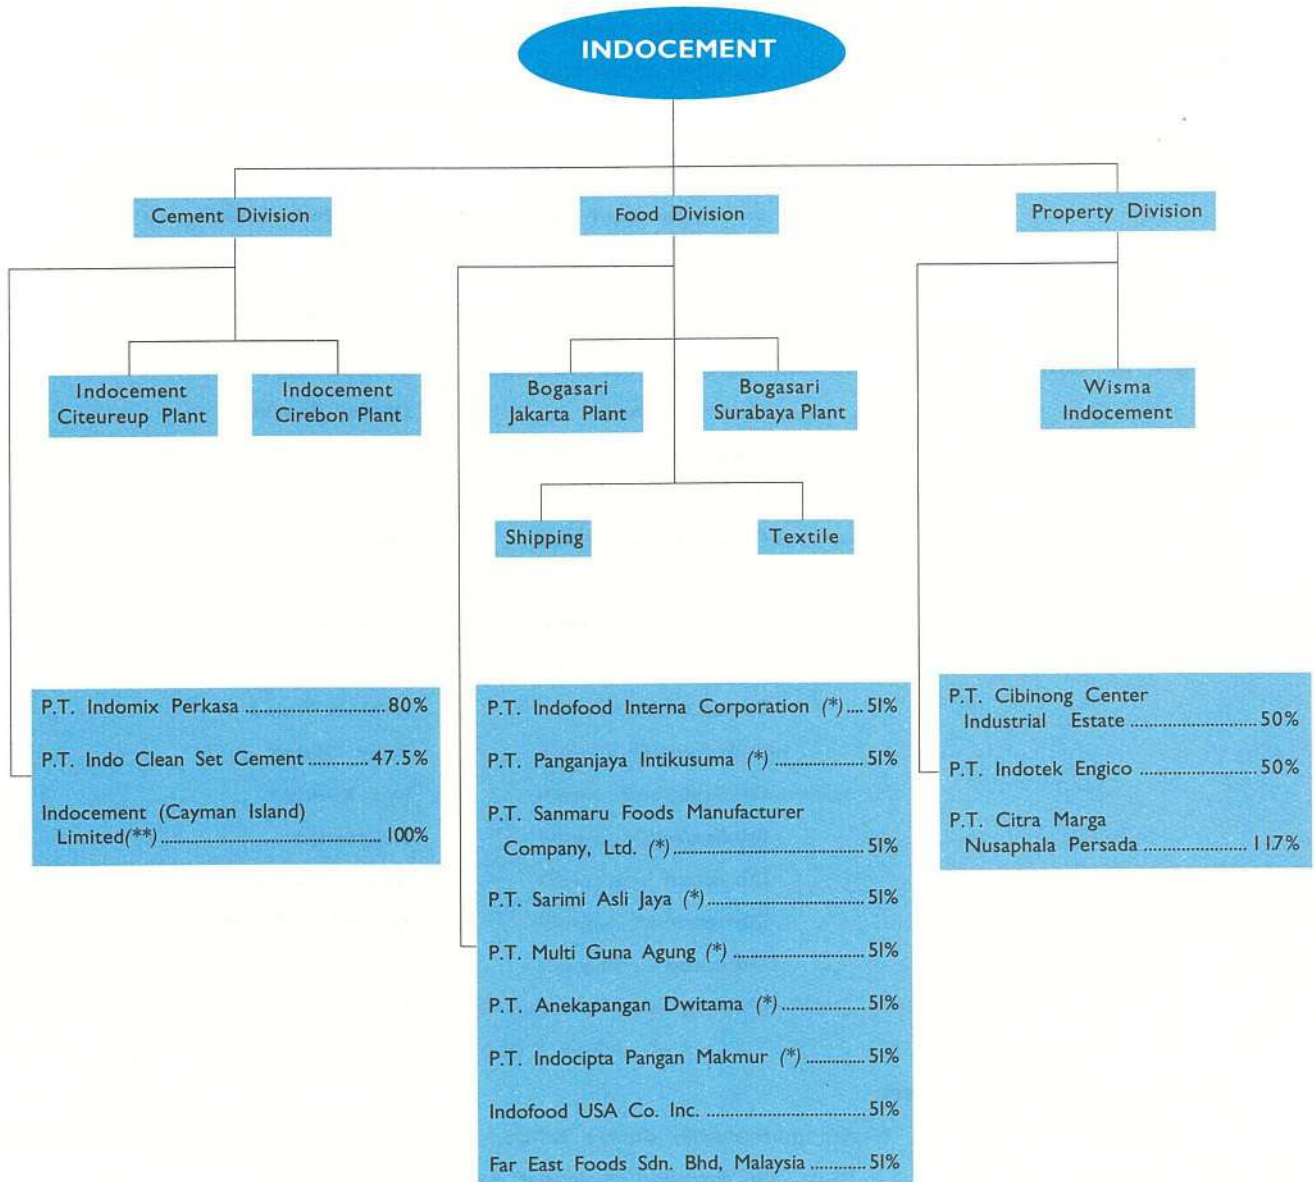 INDOCEMENT
Cement Division
Food Division
Property Division
Indocement
Citeureup Plant
Indocement
Cirebon Plant
Bogasari
Jakarta Plant
Bogasari
Surabaya Plant
Wisma
Indocement
Shipping
Textile
P.T. Indomix Perkasa ................................ 80%
P.T. Indo Clean Set Cement ............. 47.5%
Indocement (Cayman Island)
Limited(**) ................................................... 100%
P.T. Indofood Interna Corporation (*) .... 51%
P.T. Panganjaya Intikusuma (*) .................... 51%
P.T. Sanmaru Foods Manufacturer
Company, Ltd. (*) ........................................... 51%
P.T. Sarimi Asli Jaya (*) ................................... 51%
P.T. Multi Guna Agung (*) ............................. 51%
P.T. Anekapangan Dwitama (*) ................... 51%
P.T. Indocipta Pangan Makmur (*) ............. 51%
Indofood USA Co. Inc. ................................... 51%
Far East Foods Sdn. Bhd, Malaysia ............ 51%
P.T. Cibinong Center
Industrial Estate ............................. 50%
P.T. Indotek Engico .......................... 50%
P.T. Citra Marga
Nusaphala Persada ....................... 11.7%